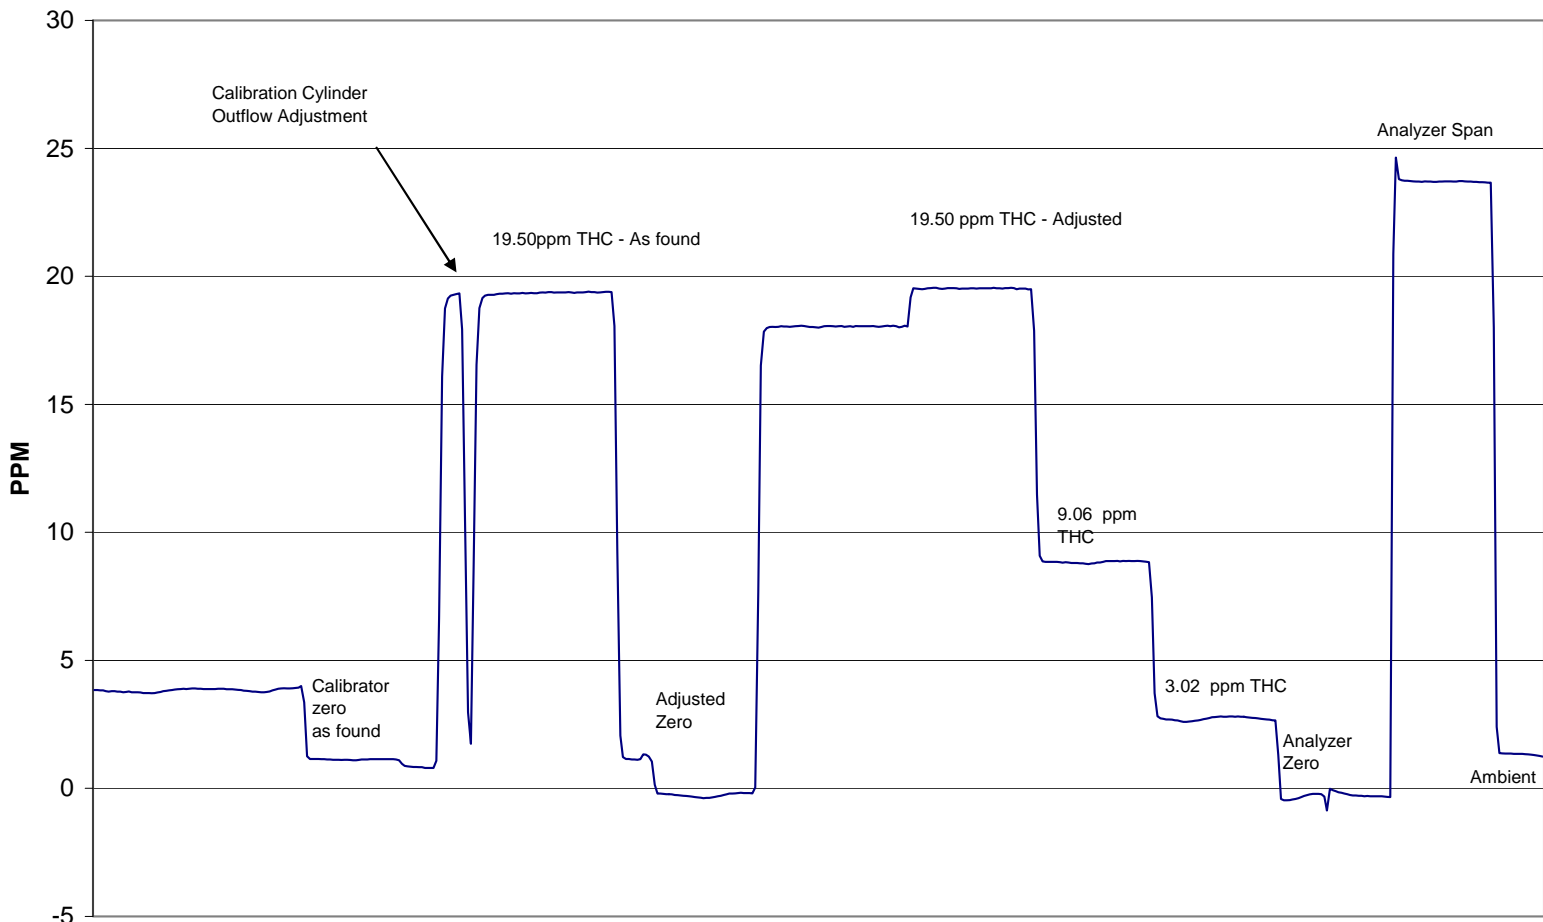 30
25
20
15
10
5
0
-5
PPM
Calibration Cylinder
Outflow Adjustment
19.50ppm THC - As found
19.50 ppm THC - Adjusted
Analyzer Span
Calibrator
zero
as found
Adjusted
Zero
9.06 ppm
THC
3.02 ppm THC
Analyzer
Zero
Ambient